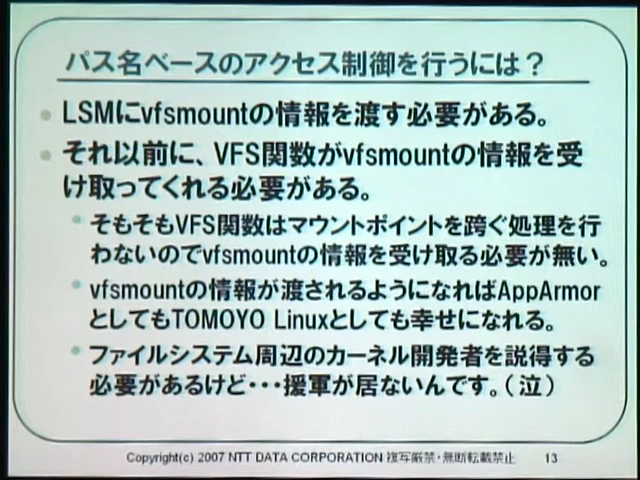 パス名ベースのアクセス制御を行うには？
LSMにvfsmountの情報を渡す必要がある。
それ以前に、VFS関数がvfsmountの情報を受
け取ってくれる必要がある。
そもそもVFS関数はマウントポイントを跨ぐ処理を行
わないのでvfsmountの情報を受け取る必要が無い。
vfsmountの情報が渡されるようになればAppArmor
としてもTOMOYO Linuxとしても幸せになれる。
ファイルシステム周辺のカーネル開発者を説得する
必要があるけど・・・援軍が居ないんです。（泣）
Copyright(c) 2007 NTT DATA CORPORATION 複写厳禁・無断転載禁止 13